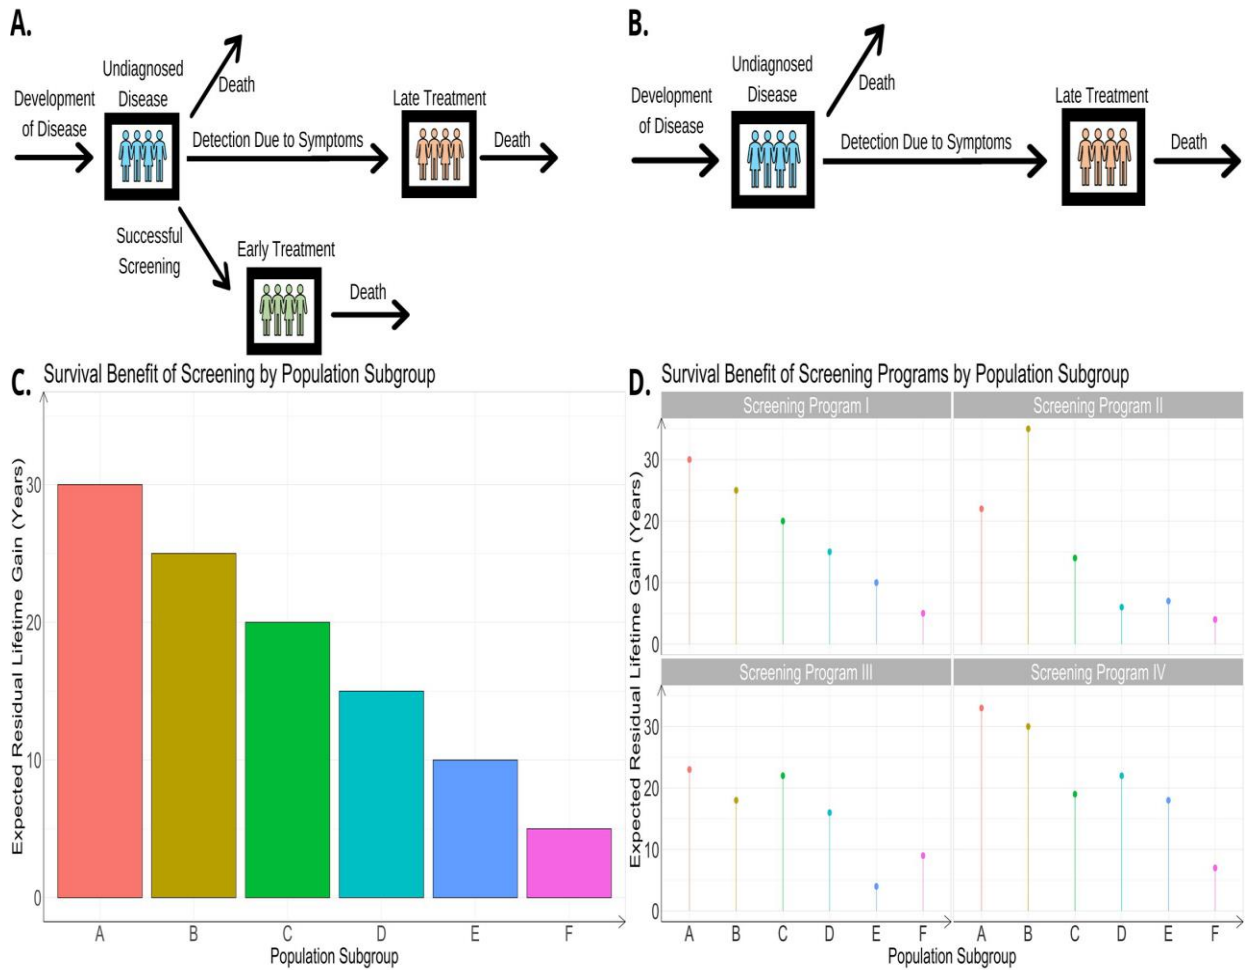 A.
Undiagnosed
Disease
Development
of Disease
Death
Detection Due to Symptoms
Late Treatment
Death
Successful
Screening
Early Treatment
Death
B.
Undiagnosed
Disease
Development
of Disease
Death
Detection Due to Symptoms
Late Treatment
Death
C.
Survival Benefit of Screening by Population Subgroup
Expected Residual Lifetime Gain (Years)
30
20
10
0
A B C D E F
Population Subgroup
D.
Survival Benefit of Screening Programs by Population Subgroup
Screening Program I
Screening Program II
Expected Residual Lifetime Gain (Years)
30
20
10
0
Screening Program III
Screening Program IV
30
20
10
0
A B C D E F
A B C D E F
Population Subgroup